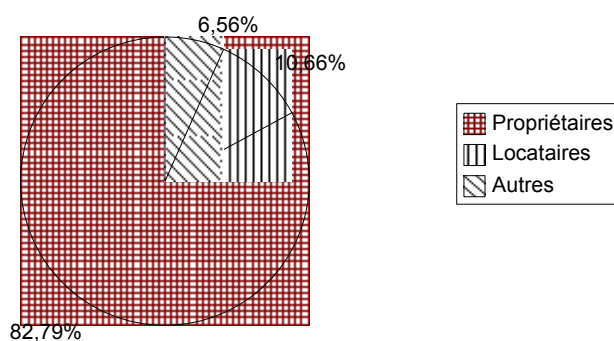 6,56%
10,66%
Propriétaires
Locataires
Autres
82,79%